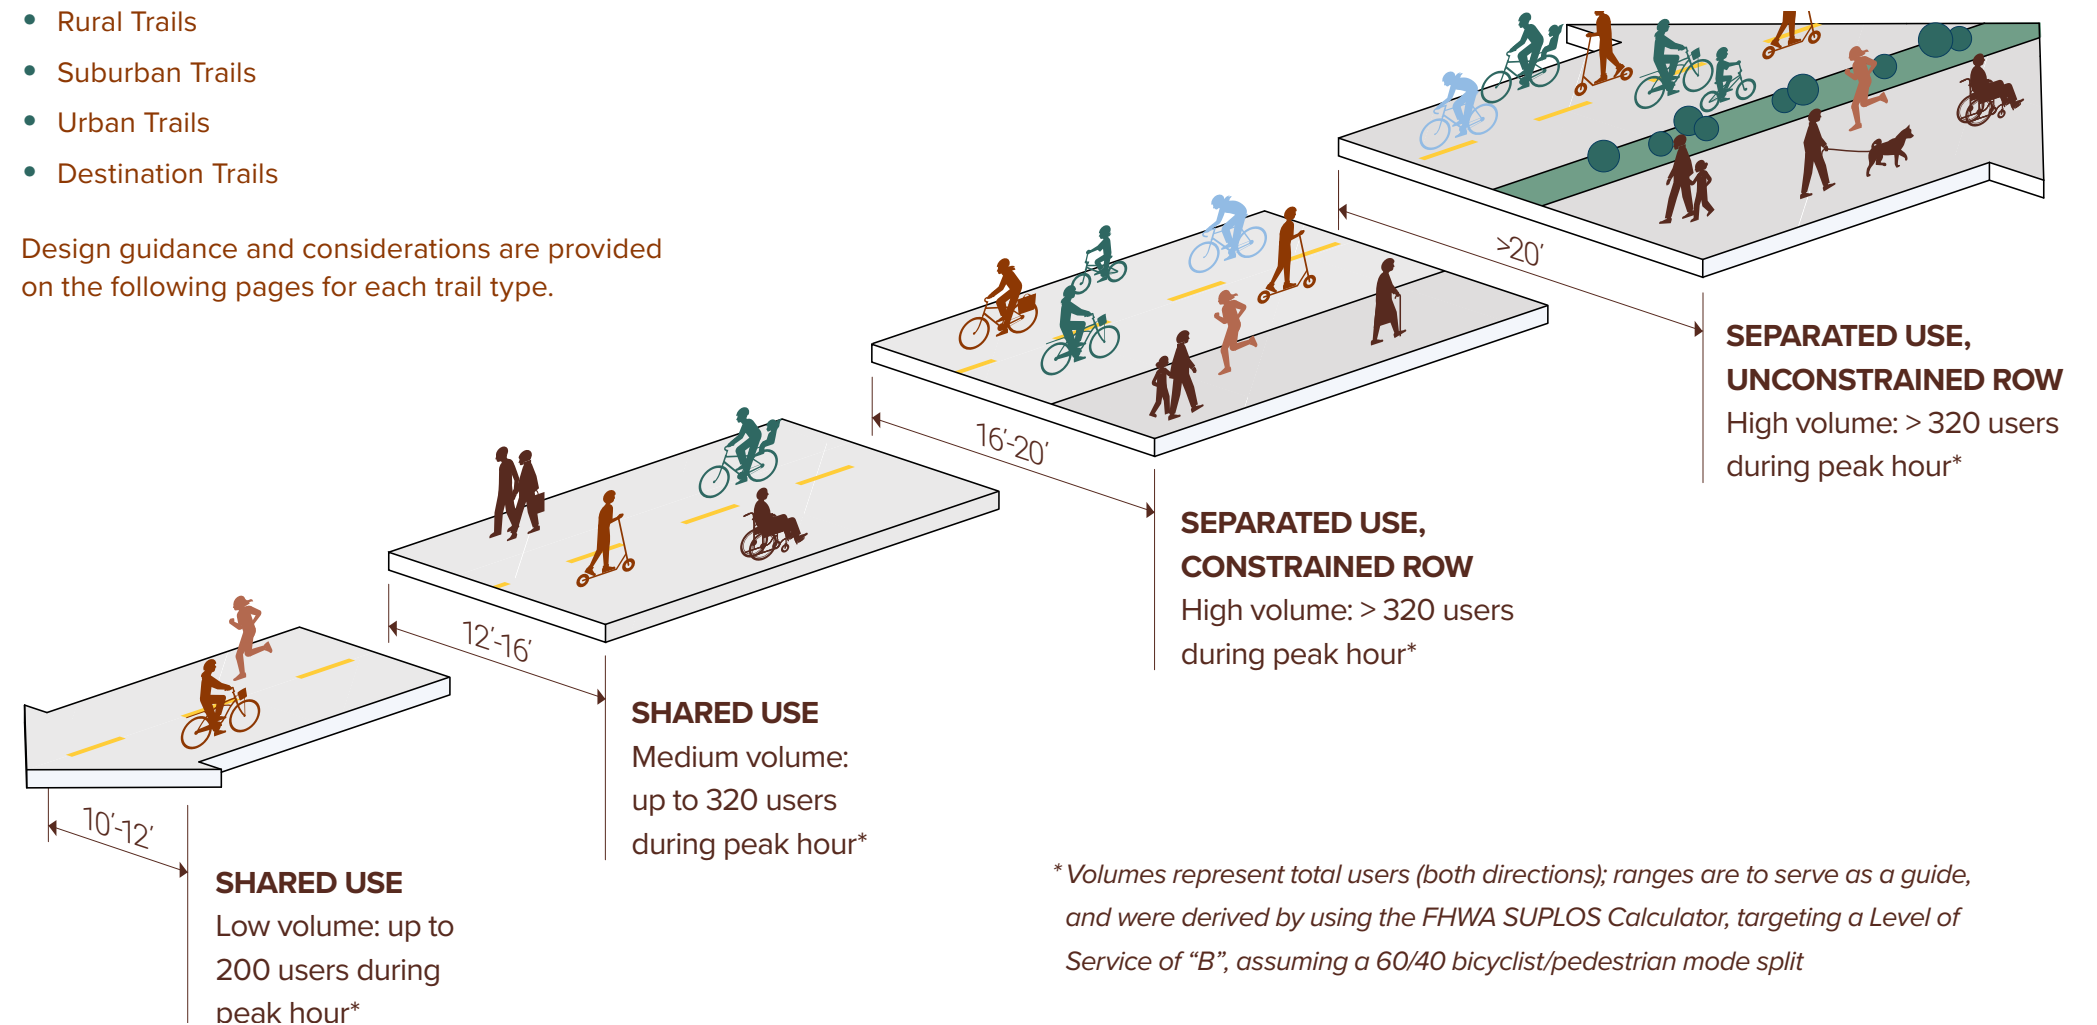 • Rural Trails
• Suburban Trails
• Urban Trails
• Destination Trails
Design guidance and considerations are provided
on the following pages for each trail type.
10′-12′
SHARED USE
Low volume: up to
200 users during
peak hour*
12′-16′
SHARED USE
Medium volume:
up to 320 users
during peak hour*
16′-20′
SEPARATED USE,
CONSTRAINED ROW
High volume: > 320 users
during peak hour*
>20′
SEPARATED USE,
UNCONSTRAINED ROW
High volume: > 320 users
during peak hour*
* Volumes represent total users (both directions); ranges are to serve as a guide,
and were derived by using the FHWA SUPLOS Calculator, targeting a Level of
Service of “B”, assuming a 60/40 bicyclist/pedestrian mode split